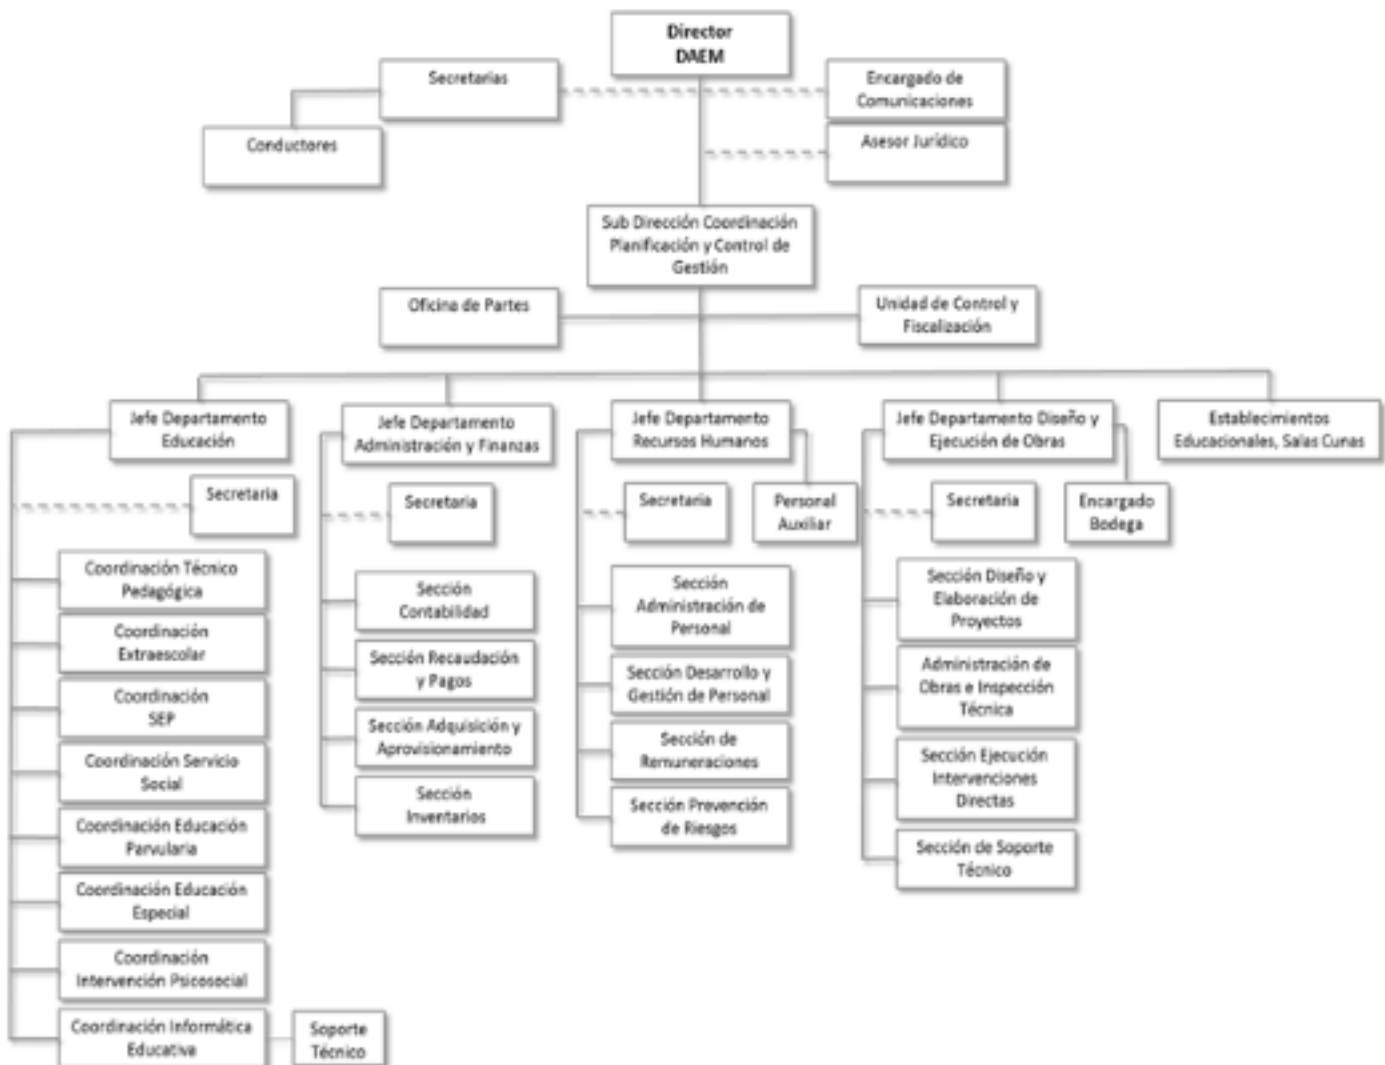 Director
DAEM
Secretarias
Encargado de
Comunicaciones
Conductores
Asesor Jurídico
Sub Dirección Coordinación
Planificación y Control de
Gestión
Oficina de Partes
Unidad de Control y
Fiscalización
Jefe Departamento
Educación
Jefe Departamento
Administración y Finanzas
Jefe Departamento
Recursos Humanos
Jefe Departamento Diseño y
Ejecución de Obras
Establecimientos
Educacionales, Salas Cunas
Secretaria
Secretaria
Secretaria
Personal
Auxiliar
Secretaria
Encargado
Bodega
Coordinación Técnico
Pedagógica
Coordinación
Extraescolar
Coordinación
SEP
Coordinación Servicio
Social
Coordinación Educación
Parvularia
Coordinación Educación
Especial
Coordinación
Intervención Psicosocial
Coordinación Informática
Educativa
Soporte
Técnico
Sección
Contabilidad
Sección Recaudación
y Pagos
Sección Adquisición y
Aprovisionamiento
Sección
Inventarios
Sección
Administración de
Personal
Sección Desarrollo y
Gestión de Personal
Sección de
Remuneraciones
Sección Prevención
de Riesgos
Sección Diseño y
Elaboración de
Proyectos
Administración de
Obras e Inspección
Técnica
Sección Ejecución
Intervenciones
Directas
Sección de Soporte
Técnico